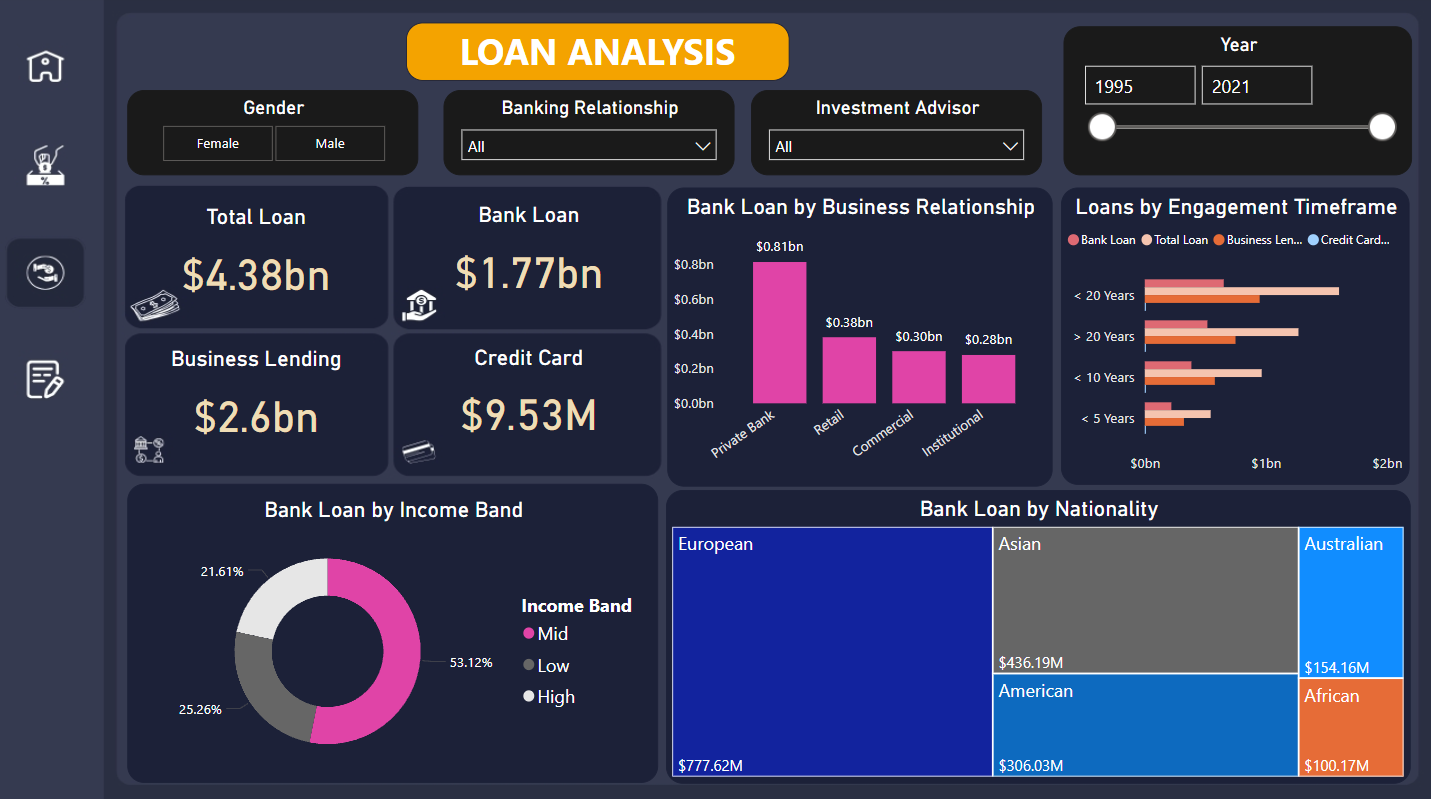 LOAN ANALYSIS
Year
1995
2021
Gender
Female
Male
Banking Relationship
All
Investment Advisor
All
Total Loan
$4.38bn
Bank Loan
$1.77bn
Business Lending
$2.6bn
Credit Card
$9.53M
Bank Loan by Business Relationship
$0.8bn
$0.6bn
$0.4bn
$0.2bn
$0.0bn
$0.81bn
$0.38bn
$0.30bn
$0.28bn
Private Bank
Retail
Commercial
Institutional
Loans by Engagement Timeframe
Bank Loan Total Loan Business Len... Credit Card...
< 20 Years
> 20 Years
< 10 Years
< 5 Years
$0bn $1bn $2bn
Bank Loan by Income Band
21.61%
53.12%
25.26%
Income Band
Mid
Low
High
Bank Loan by Nationality
European
$777.62M
Asian
$436.19M
American
$306.03M
Australian
$154.16M
African
$100.17M